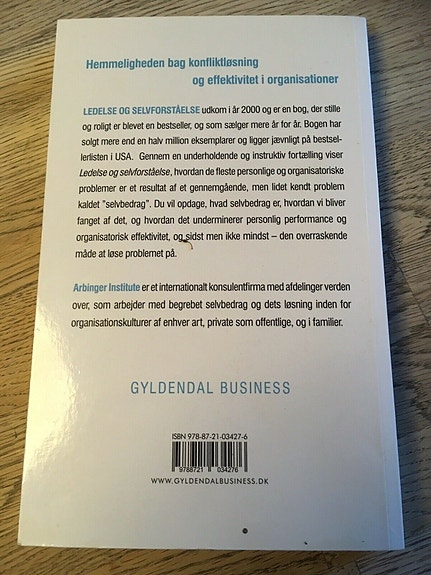 Hemmeligheden bag konfliktløsning
og effektivitet i organisationer
LEDELSE OG SELVFORSTÅELSE udkom i år 2000 og er en bog, der stille
og roligt er blevet en bestseller, og som sælger mere år for år. Bogen har
solgt mere end en halv million eksemplarer og ligger jævnligt på bestsel-
lerlisten i USA. Gennem en underholdende og instruktiv fortælling viser
Ledelse og selvforståelse, hvordan de fleste personlige og organisatoriske
problemer er et resultat af et gennemgående, men lidet kendt problem
kaldet "selvbedrag". Du vil opdage, hvad selvbedrag er, hvordan vi bliver
fanget af det, og hvordan det underminerer personlig performance og
organisatorisk effektivitet, og sidst men ikke mindst – den overraskende
måde at løse problemet på.
Arbinger Institute er et internationalt konsulentfirma med afdelinger verden
over, som arbejder med begrebet selvbedrag og dets løsning inden for
organisationskulturer af enhver art, private som offentlige, og i familier.
GYLDENDAL BUSINESS
ISBN 978-87-21-03427-6
9788721 034276
WWW.GYLDENDALBUSINESS.DK